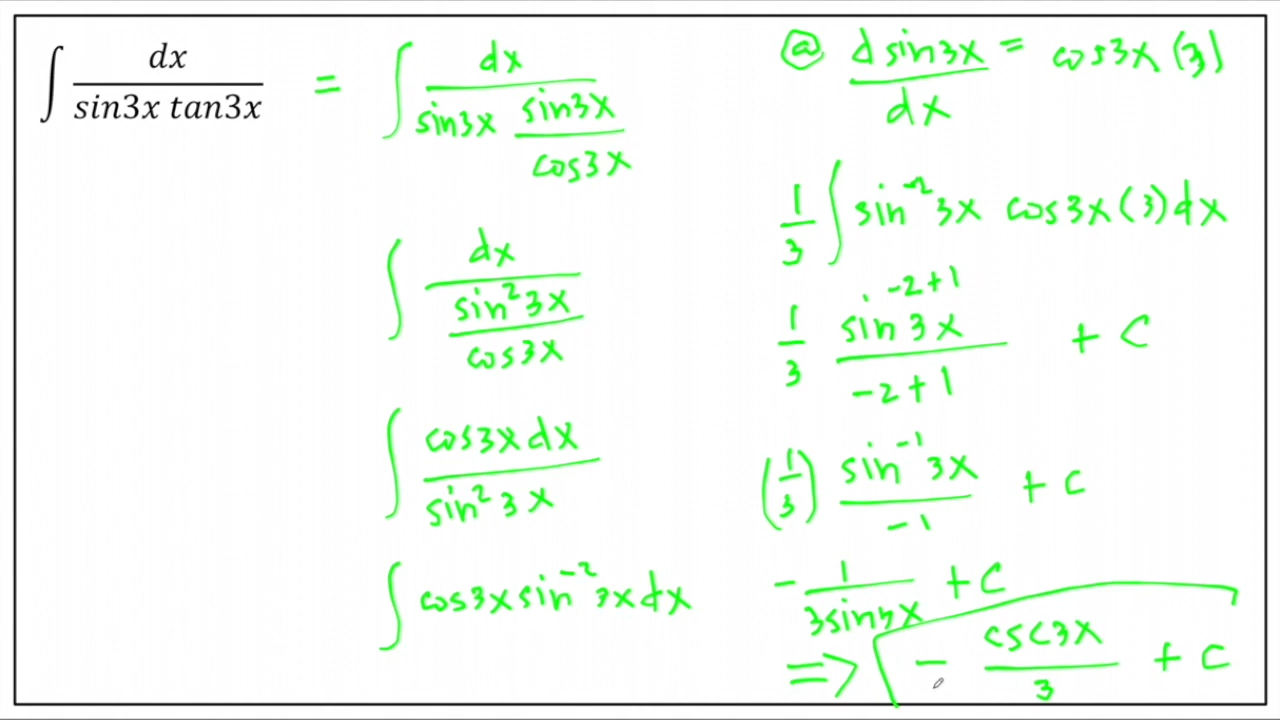 ∫ dx / (sin3x tan3x) = ∫ dx / (sin3x (sin3x / cos3x))
∫ dx / (sin²3x / cos3x)
∫ cos3x dx / sin²3x
∫ cos3x sin⁻²3x dx
@ d sin3x / dx = cos3x (3)
1/3 ∫ sin⁻²3x cos3x (3) dx
1/3 sin⁻²⁺¹3x / (-2+1) + C
(1/3) sin⁻¹3x / -1 + C
- 1 / (3sin3x) + C
=> - csc3x / 3 + C